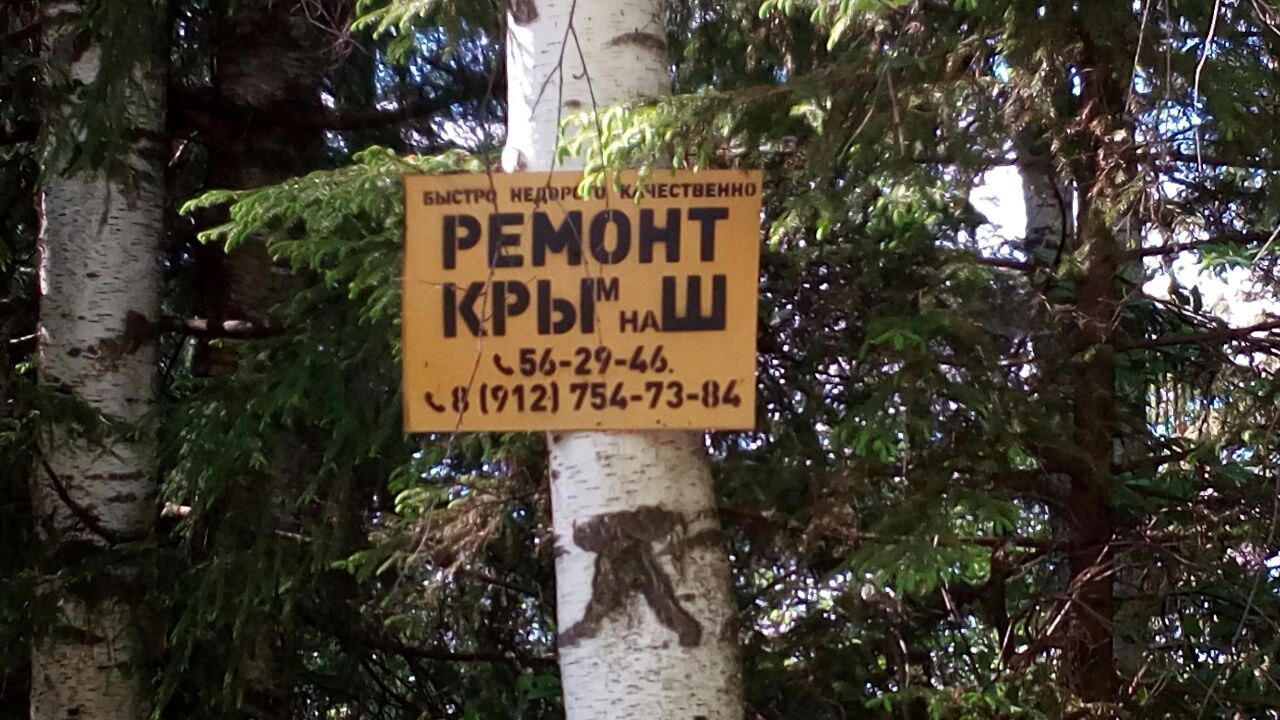 БЫСТРО НЕДОРОГО КАЧЕСТВЕННО
РЕМОНТ
КРЫМ НАШ
56-29-46.
8 (912) 754-73-84